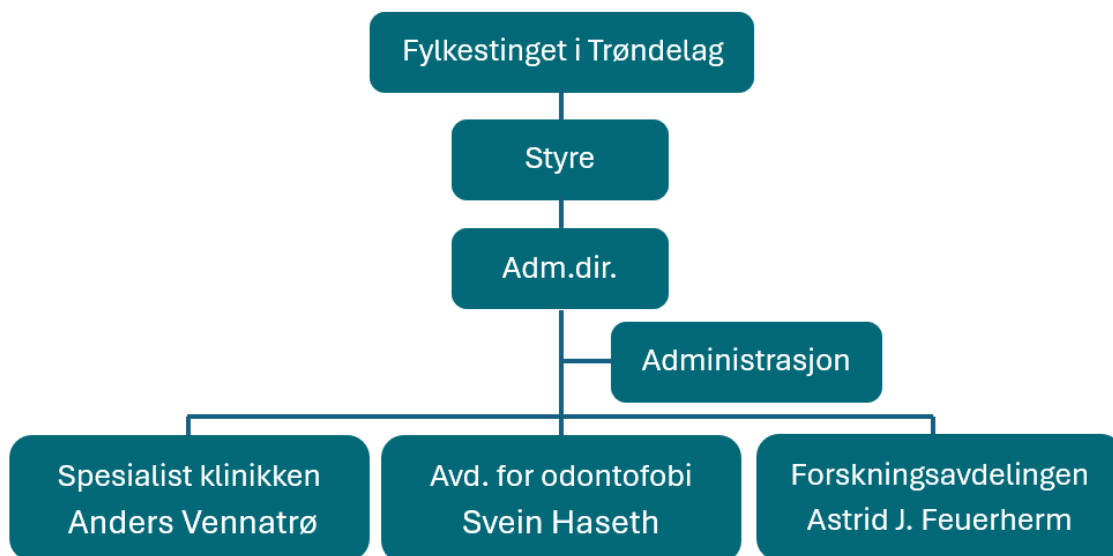 Fylkestinget i Trøndelag
Styre
Adm.dir.
Administrasjon
Spesialist klinikken
Anders Vennatrø
Avd. for odontofobi
Svein Haseth
Forskningsavdelingen
Astrid J. Feuerherm